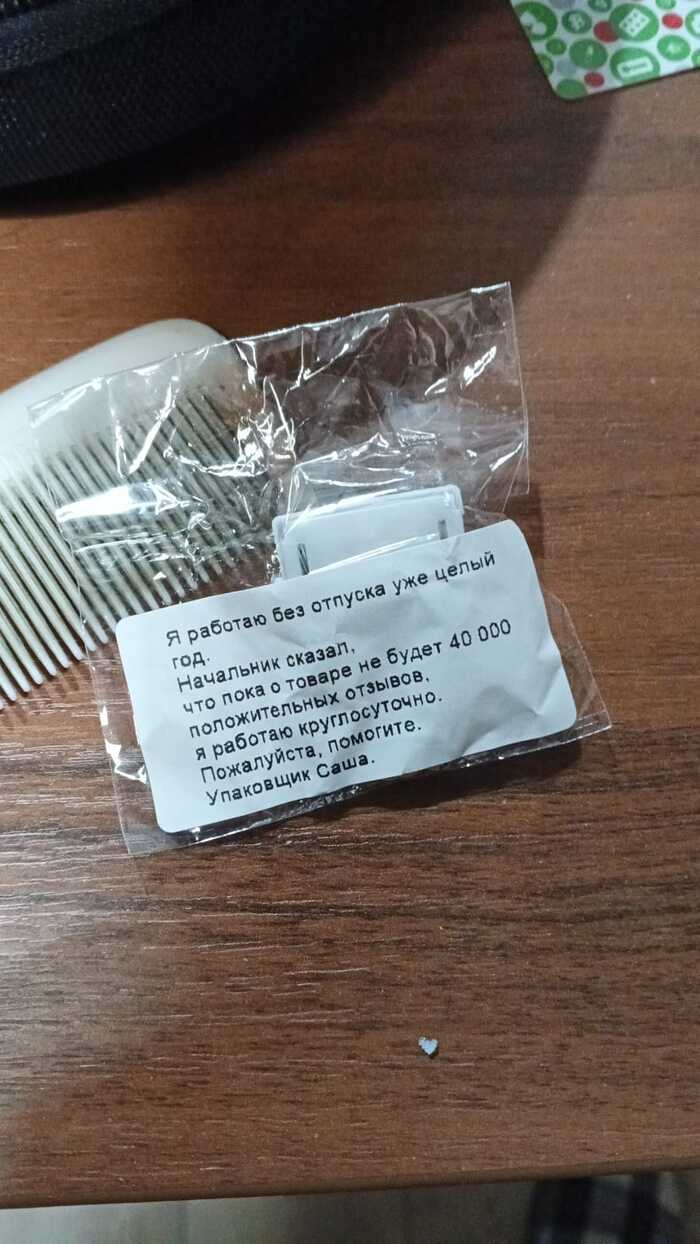 Я работаю без отпуска уже целый
год.
Начальник сказал,
что пока о товаре не будет 40 000
положительных отзывов,
я работаю круглосуточно.
Пожалуйста, помогите.
Упаковщик Саша.